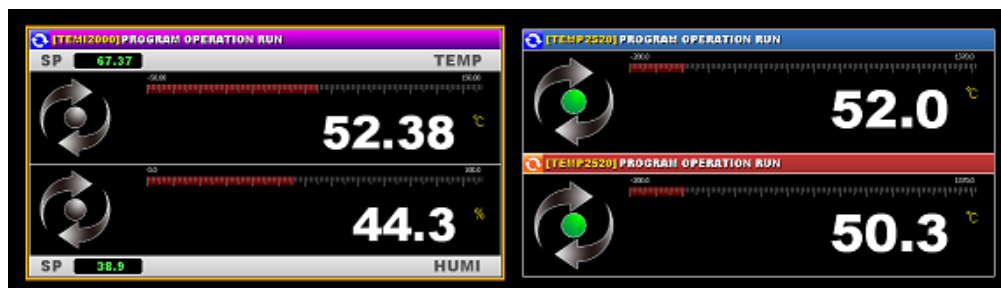 [TEMI2000]PROGRAM OPERATION RUN
SP 67.37 TEMP
-50.00 150.00
52.38 ℃
0.0 100.0
44.3 %
SP 38.9 HUMI
[TEMP2520]PROGRAM OPERATION RUN
-200.0 1370.0
52.0 ℃
[TEMP2520]PROGRAM OPERATION RUN
-200.0
50.3 ℃